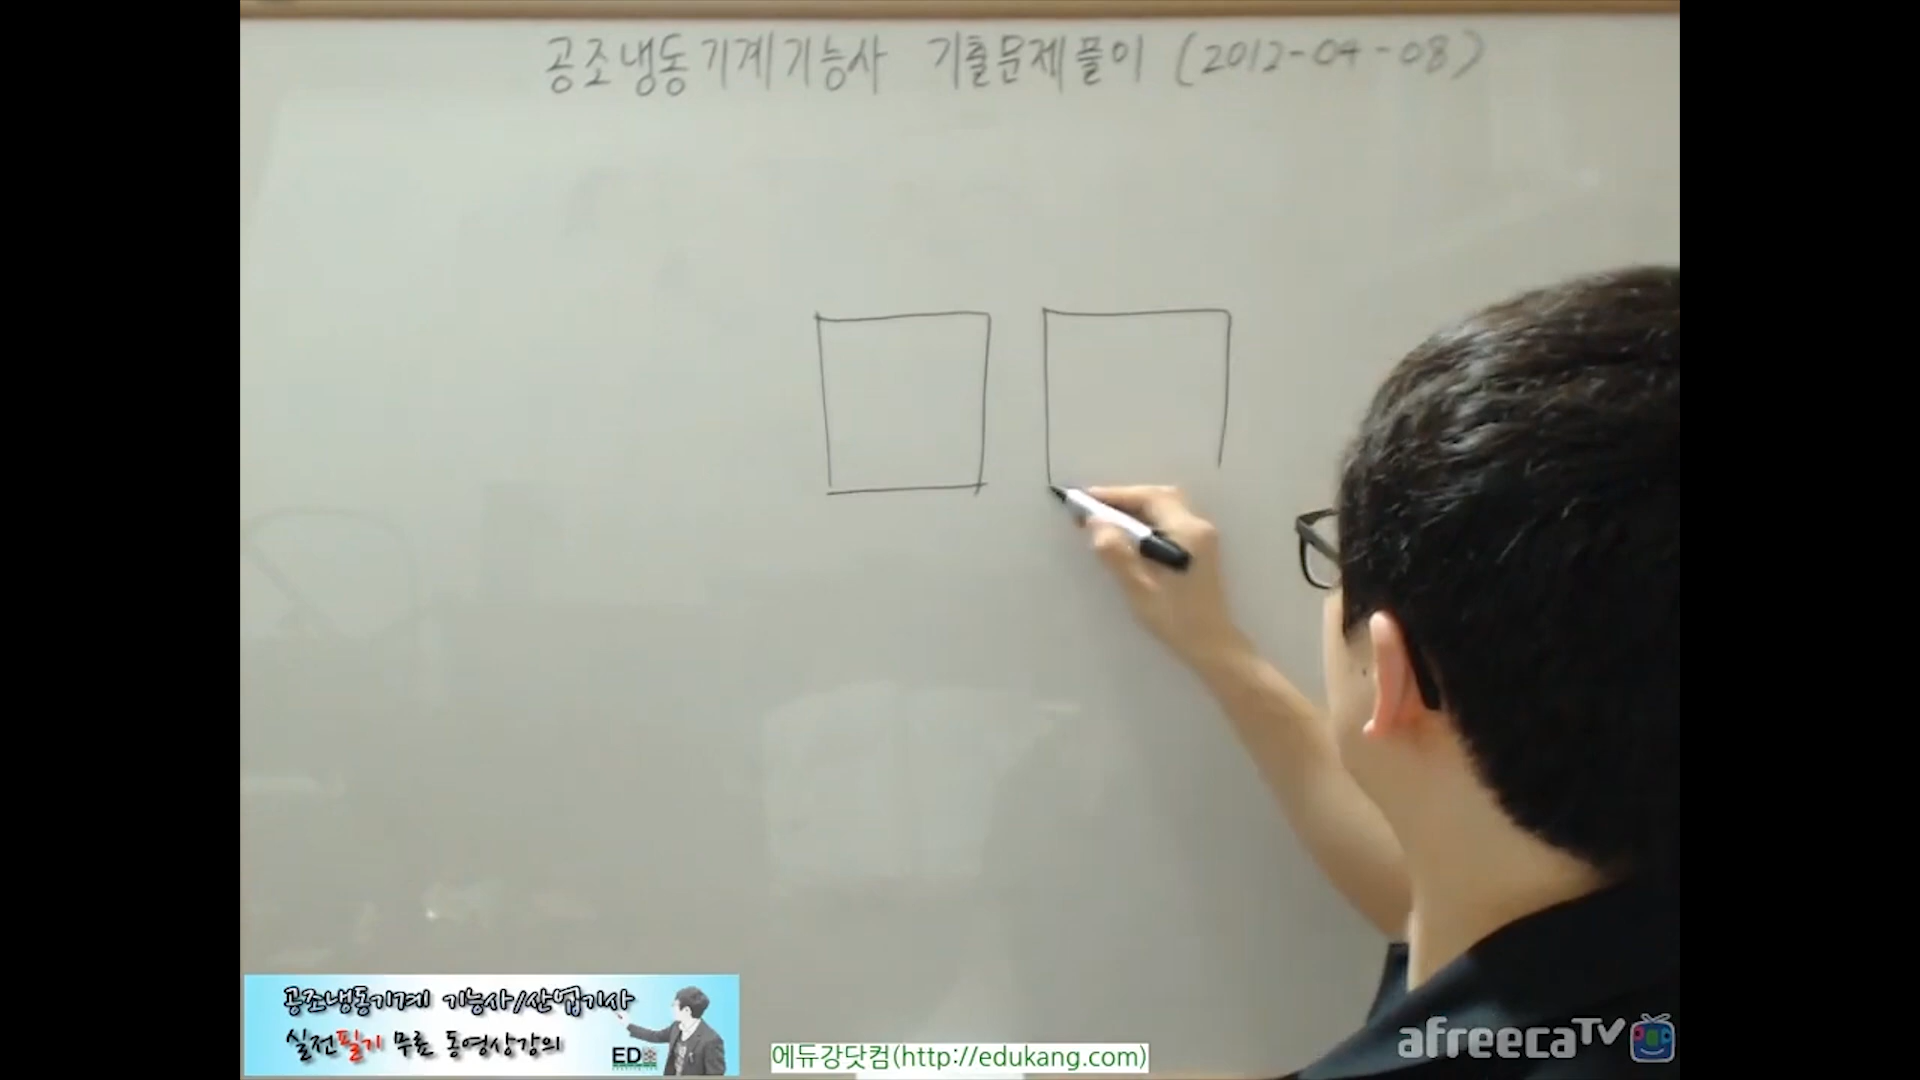 공조냉동기계기능사 기출문제풀이 (2012-04-08)
공조냉동기계 기능사/산업기사
실전필기 무료 동영상강의
에듀강닷컴(http://edukang.com)
afreecaTV